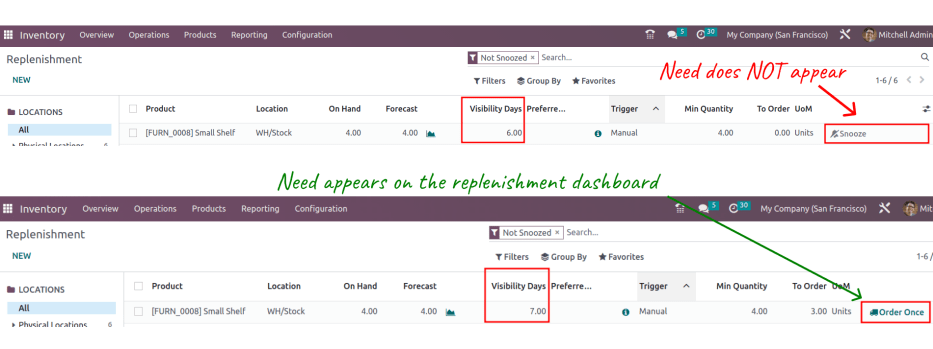 Inventory Overview Operations Products Reporting Configuration 5 30 My Company (San Francisco) Mitchell Admin
Replenishment Not Snoozed × Search...
NEW Filters Group By Favorites Need does NOT appear 1-6 / 6
LOCATIONS Product Location On Hand Forecast Visibility Days Preferre... Trigger Min Quantity To Order UoM
All [FURN_0008] Small Shelf WH/Stock 4.00 4.00 6.00 Manual 4.00 0.00 Units Snooze
Physical Locations 6
Need appears on the replenishment dashboard
Inventory Overview Operations Products Reporting Configuration 5 30 My Company (San Francisco) Mit
Replenishment Not Snoozed × Search...
NEW Filters Group By Favorites 1-6 /
LOCATIONS Product Location On Hand Forecast Visibility Days Preferre... Trigger Min Quantity To Order UoM
All [FURN_0008] Small Shelf WH/Stock 4.00 4.00 7.00 Manual 4.00 3.00 Units Order Once
Physical Locations 6